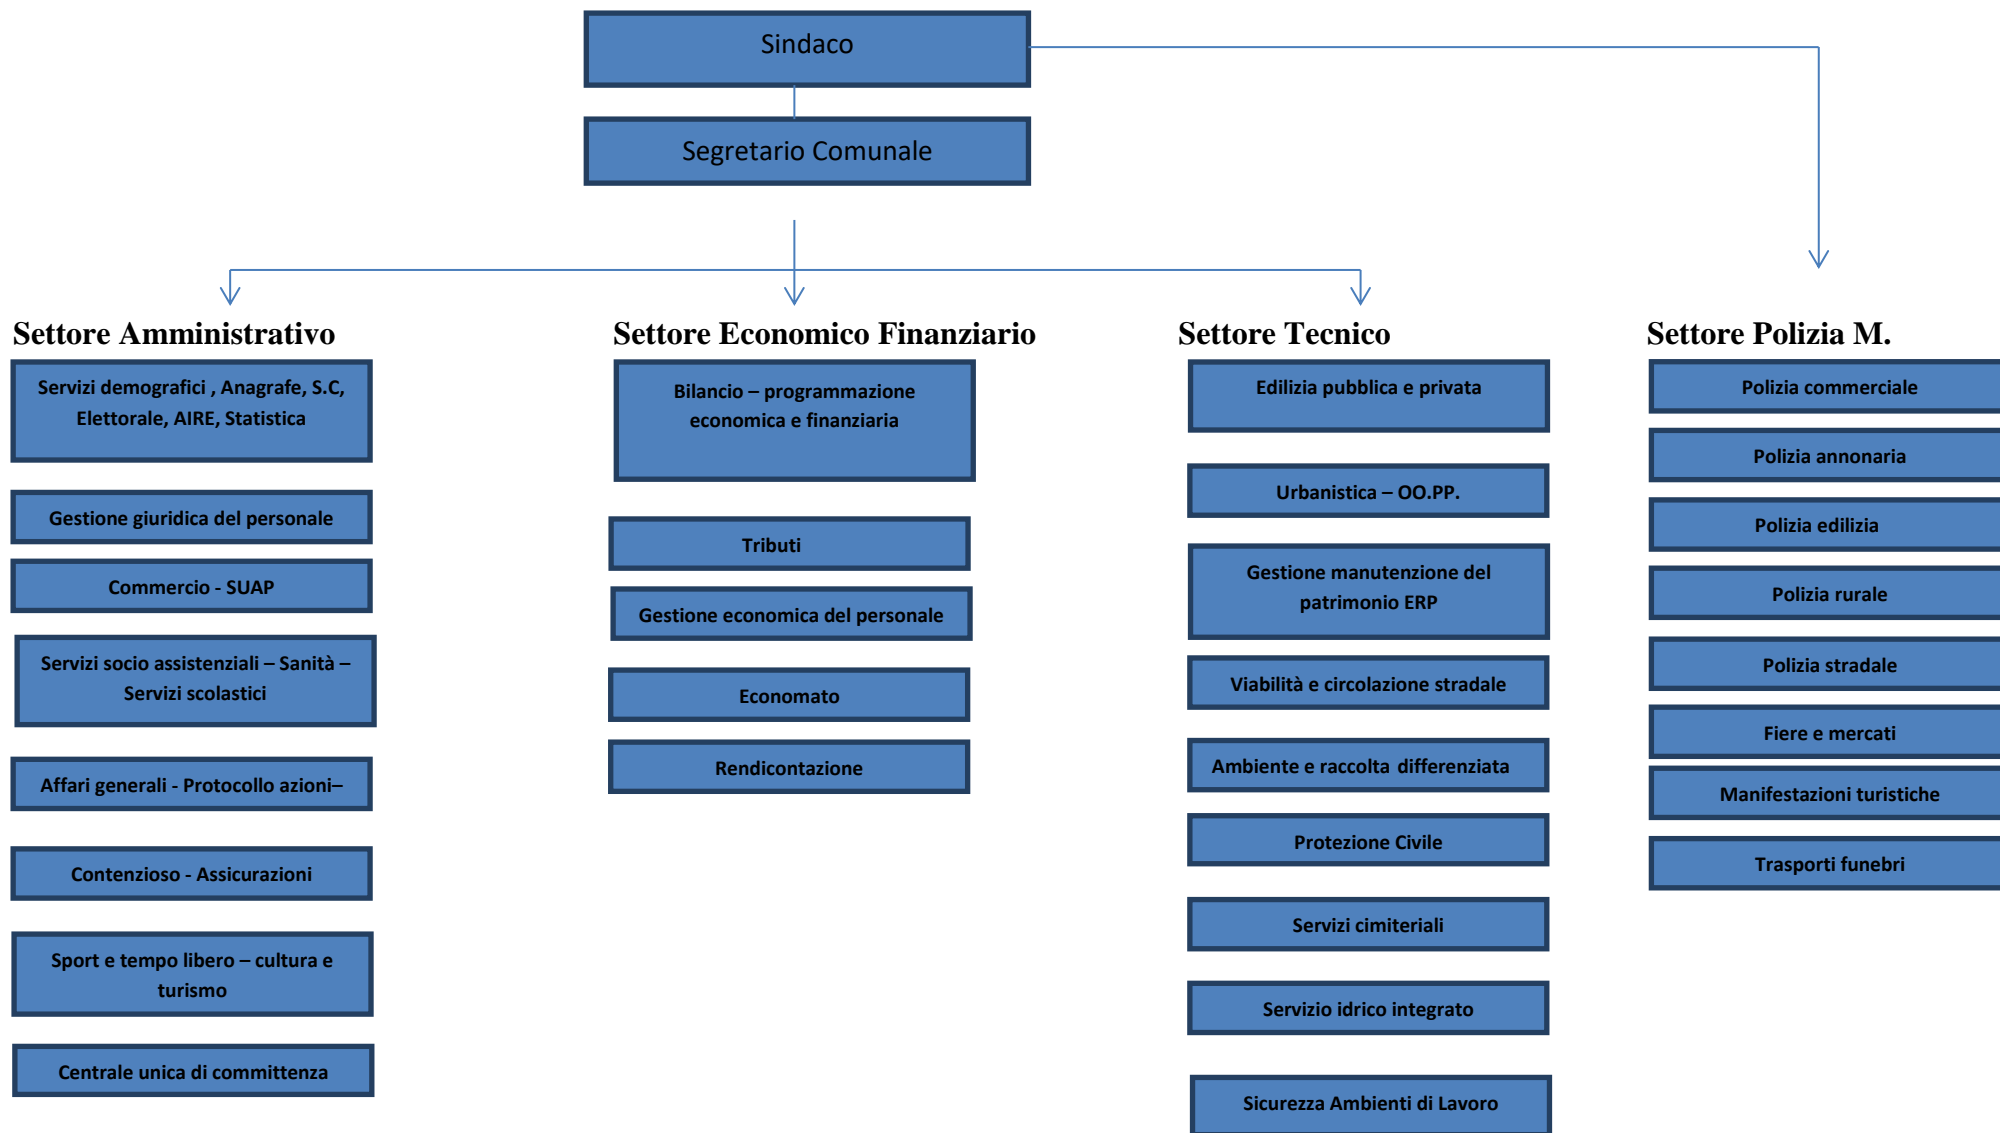 Sindaco
Segretario Comunale
Settore Amministrativo
Servizi demografici , Anagrafe, S.C,
Elettorale, AIRE, Statistica
Gestione giuridica del personale
Commercio - SUAP
Servizi socio assistenziali – Sanità –
Servizi scolastici
Affari generali - Protocollo azioni–
Contenzioso - Assicurazioni
Sport e tempo libero – cultura e
turismo
Centrale unica di committenza
Settore Economico Finanziario
Bilancio – programmazione
economica e finanziaria
Tributi
Gestione economica del personale
Economato
Rendicontazione
Settore Tecnico
Edilizia pubblica e privata
Urbanistica – OO.PP.
Gestione manutenzione del
patrimonio ERP
Viabilità e circolazione stradale
Ambiente e raccolta differenziata
Protezione Civile
Servizi cimiteriali
Servizio idrico integrato
Sicurezza Ambienti di Lavoro
Settore Polizia M.
Polizia commerciale
Polizia annonaria
Polizia edilizia
Polizia rurale
Polizia stradale
Fiere e mercati
Manifestazioni turistiche
Trasporti funebri